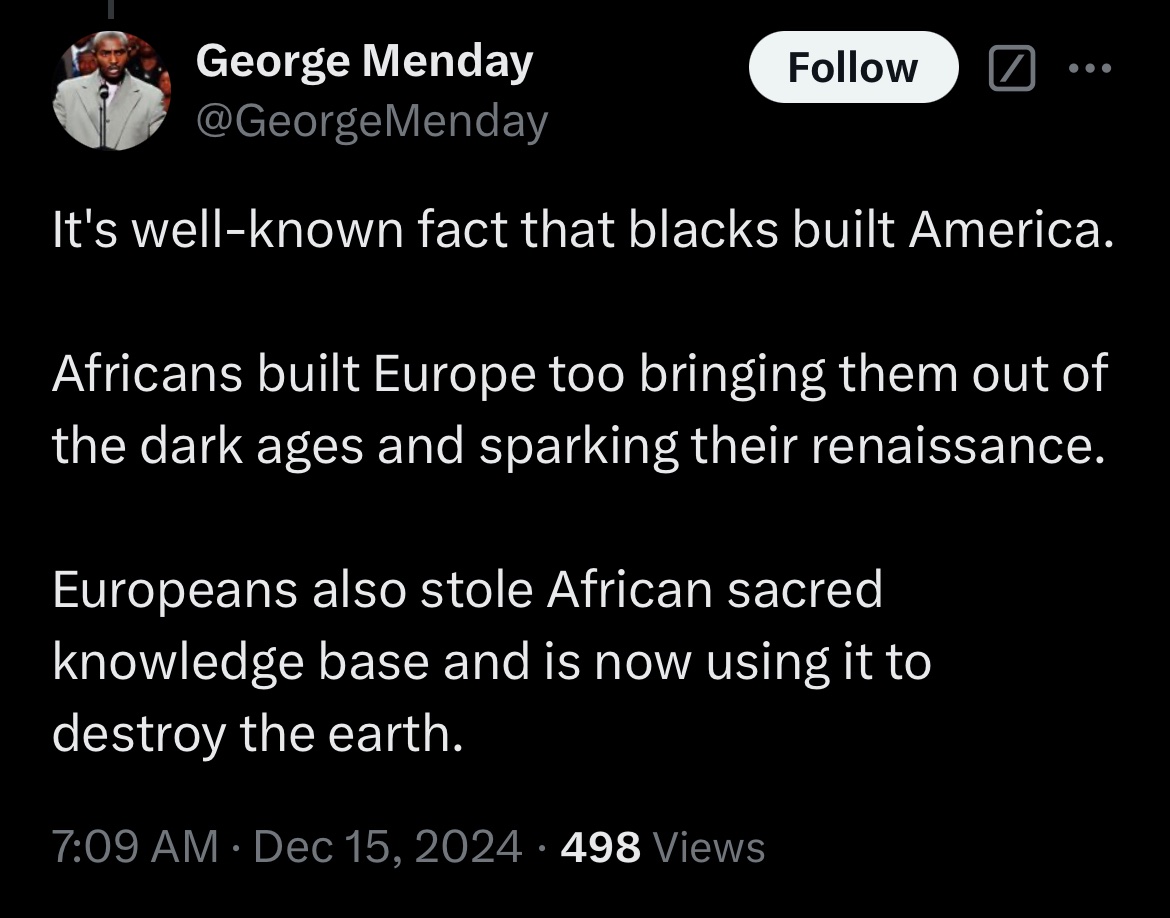 George Menday
Follow
@GeorgeMenday
It's well-known fact that blacks built America.
Africans built Europe too bringing them out of
the dark ages and sparking their renaissance.
Europeans also stole African sacred
knowledge base and is now using it to
destroy the earth.
7:09 AM · Dec 15, 2024 · 498 Views